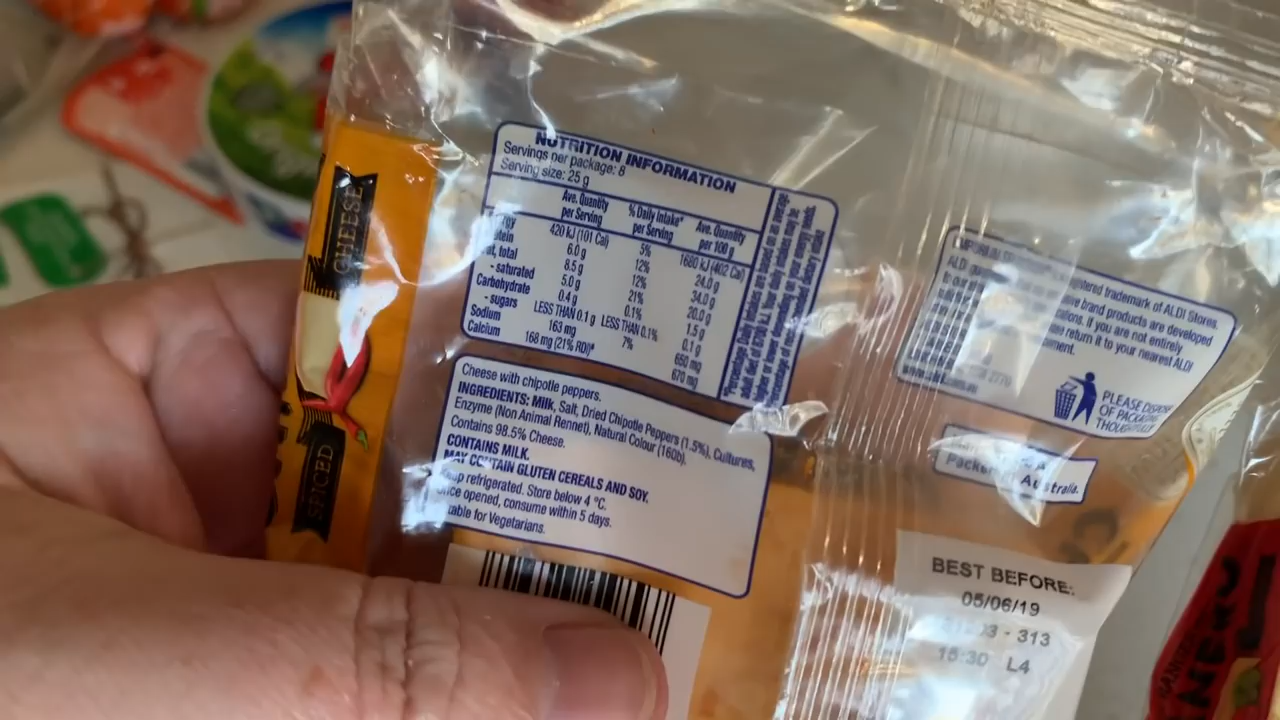 CHEESE
SPICED
NUTRITION INFORMATION
Servings per package: 8
Serving size: 25 g
Ave. Quantity per Serving
% Daily Intake* per Serving
Ave. Quantity per 100 g
420 kJ (101 Cal) 5% 1680 kJ (402 Cal)
6.0 g 12% 24.0 g
total 8.5 g 12% 34.0 g
- saturated 5.0 g 21% 20.0 g
Carbohydrate 0.4 g 0.1% 1.5 g
- sugars LESS THAN 0.1 g LESS THAN 0.1% 0.1 g
Sodium 163 mg 7% 650 mg
Calcium 168 mg (21% RDI)* 670 mg
Cheese with chipotle peppers.
INGREDIENTS: Milk, Salt, Dried Chipotle Peppers (1.5%), Cultures,
Enzyme (Non Animal Rennet), Natural Colour (160b).
Contains 98.5% Cheese.
CONTAINS MILK.
MAY CONTAIN GLUTEN CEREALS AND SOY.
refrigerated. Store below 4 °C.
opened, consume within 5 days.
for Vegetarians.
trademark of ALDI Stores.
brand products are developed
If you are not entirely
return it to your nearest ALDI
PLEASE DISPOSE
OF PACKAGING
THOUGHTFULLY
Australia.
BEST BEFORE:
05/06/19
- 313
15:30 L4